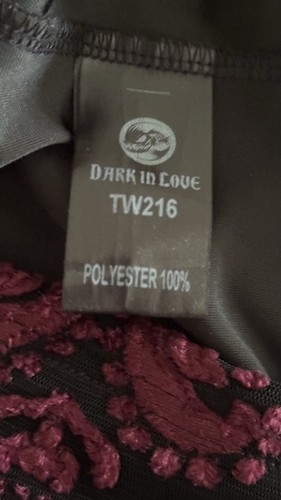 DARK IN LOVE
TW216
POLYESTER 100%